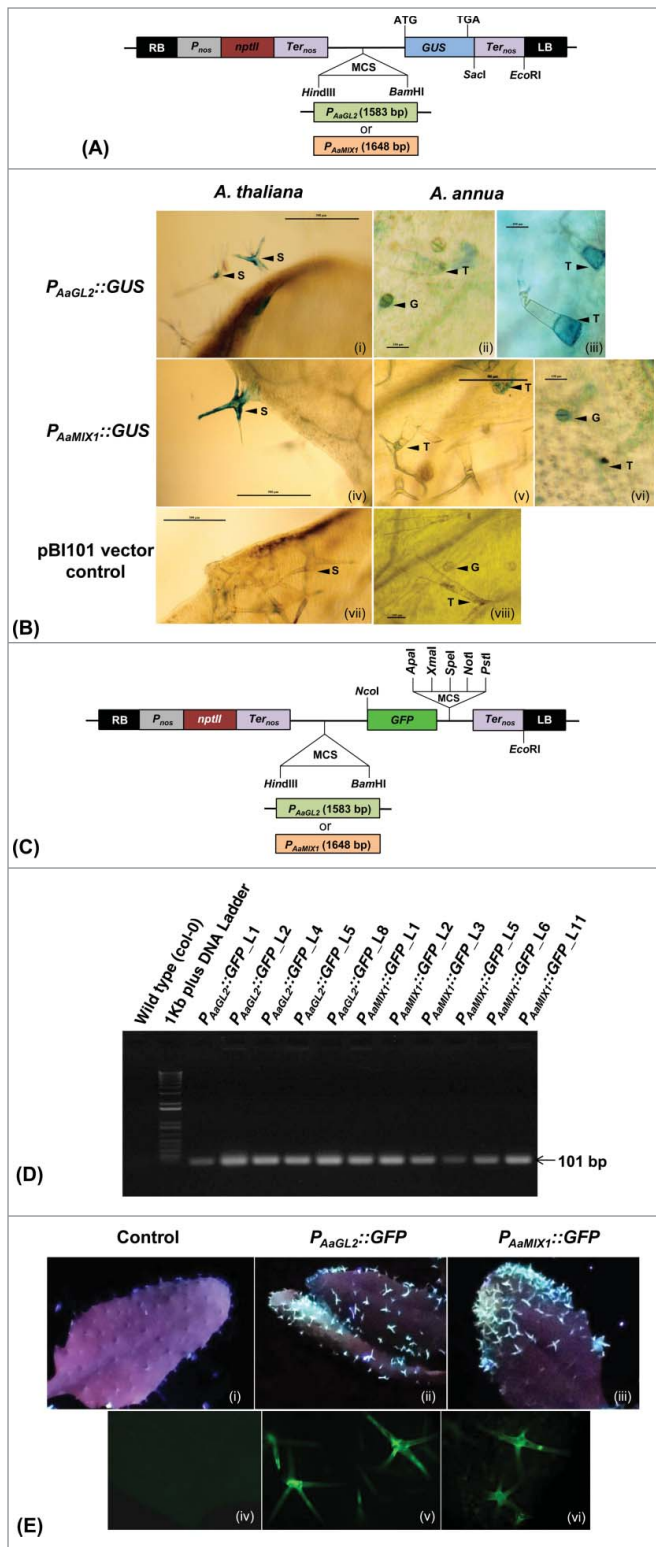 ATG TGA
RB Pnos nptII Ternos GUS Ternos LB
MCS SacI EcoRI
HindIII BamHI
PAaGL2 (1583 bp)
or
PAaMIX1 (1648 bp)
(A)
A. thaliana A. annua
PAaGL2::GUS
S S (i)
T G (ii)
T T (iii)
PAaMIX1::GUS
S (iv)
T T (v)
G T (vi)
pBI101 vector
control
S (vii)
G T (viii)
(B)
ApaI XmaI SpeI NotI PstI
NcoI MCS
RB Pnos nptII Ternos GFP Ternos LB
MCS EcoRI
HindIII BamHI
PAaGL2 (1583 bp)
or
PAaMIX1 (1648 bp)
(C)
Wild type (col-0)
1Kb plus DNA Ladder
PAaGL2::GFP_L1
PAaGL2::GFP_L2
PAaGL2::GFP_L4
PAaGL2::GFP_L5
PAaGL2::GFP_L8
PAaMIX1::GFP_L1
PAaMIX1::GFP_L2
PAaMIX1::GFP_L3
PAaMIX1::GFP_L5
PAaMIX1::GFP_L6
PAaMIX1::GFP_L11
101 bp
(D)
Control PAaGL2::GFP PAaMIX1::GFP
(i) (ii) (iii)
(iv) (v) (vi)
(E)